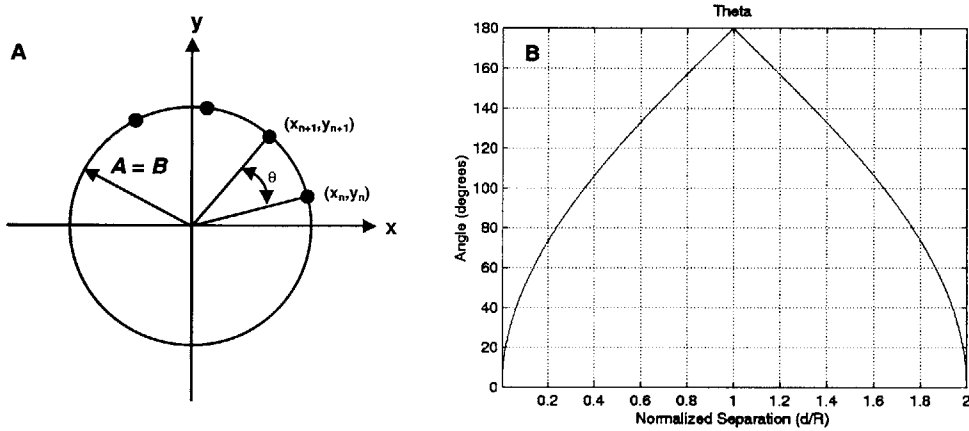 A
y
(xₙ₊₁,yₙ₊₁)
A = B
θ
(xₙ,yₙ)
x
Theta
B
180
160
140
120
100
80
60
40
20
0
Angle (degrees)
0.2 0.4 0.6 0.8 1 1.2 1.4 1.6 1.8 2
Normalized Separation (d/R)